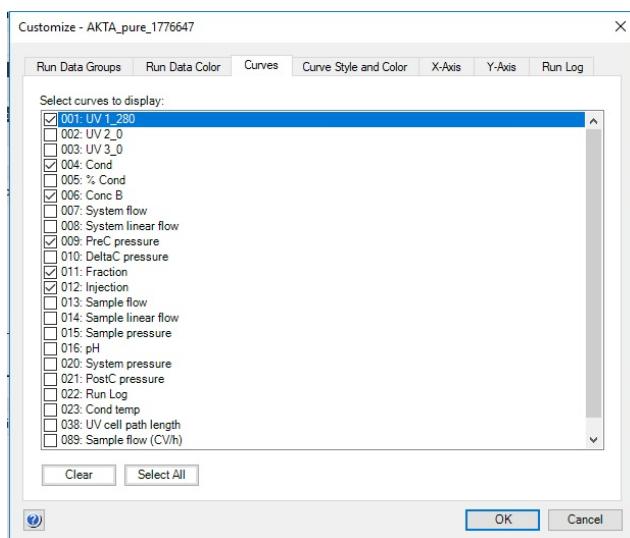 Customize - AKTA_pure_1776647
Run Data Groups Run Data Color Curves Curve Style and Color X-Axis Y-Axis Run Log
Select curves to display:
001: UV 1_280
002: UV 2_0
003: UV 3_0
004: Cond
005: % Cond
006: Conc B
007: System flow
008: System linear flow
009: PreC pressure
010: DeltaC pressure
011: Fraction
012: Injection
013: Sample flow
014: Sample linear flow
015: Sample pressure
016: pH
020: System pressure
021: PostC pressure
022: Run Log
023: Cond temp
038: UV cell path length
089: Sample flow (CV/h)
Clear Select All
OK Cancel